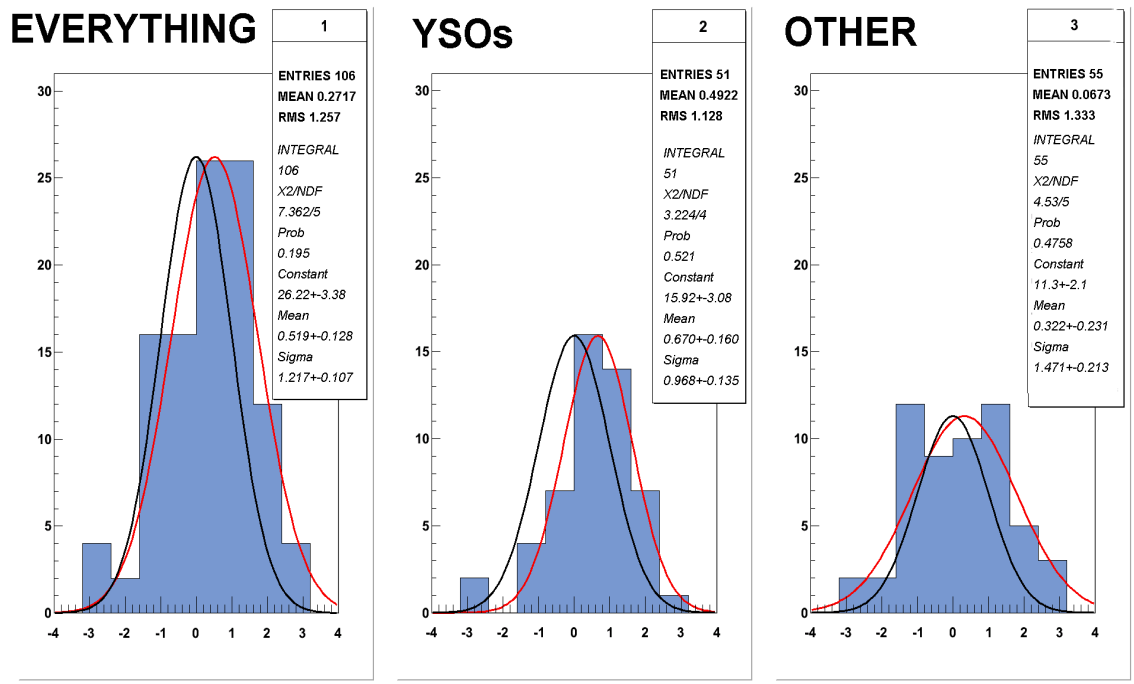 EVERYTHING
1
ENTRIES 106
MEAN 0.2717
RMS 1.257
INTEGRAL
106
X2/NDF
7.362/5
Prob
0.195
Constant
26.22+-3.38
Mean
0.519+-0.128
Sigma
1.217+-0.107
30
25
20
15
10
5
0
-4 -3 -2 -1 0 1 2 3 4
YSOs
2
ENTRIES 51
MEAN 0.4922
RMS 1.128
INTEGRAL
51
X2/NDF
3.224/4
Prob
0.521
Constant
15.92+-3.08
Mean
0.670+-0.160
Sigma
0.968+-0.135
30
25
20
15
10
5
0
-4 -3 -2 -1 0 1 2 3 4
OTHER
3
ENTRIES 55
MEAN 0.0673
RMS 1.333
INTEGRAL
55
X2/NDF
4.53/5
Prob
0.4758
Constant
11.3+-2.1
Mean
0.322+-0.231
Sigma
1.471+-0.213
30
25
20
15
10
5
0
-4 -3 -2 -1 0 1 2 3 4